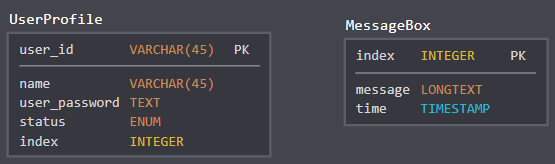 UserProfile
user_id VARCHAR(45) PK
name VARCHAR(45)
user_password TEXT
status ENUM
index INTEGER
MessageBox
index INTEGER PK
message LONGTEXT
time TIMESTAMP